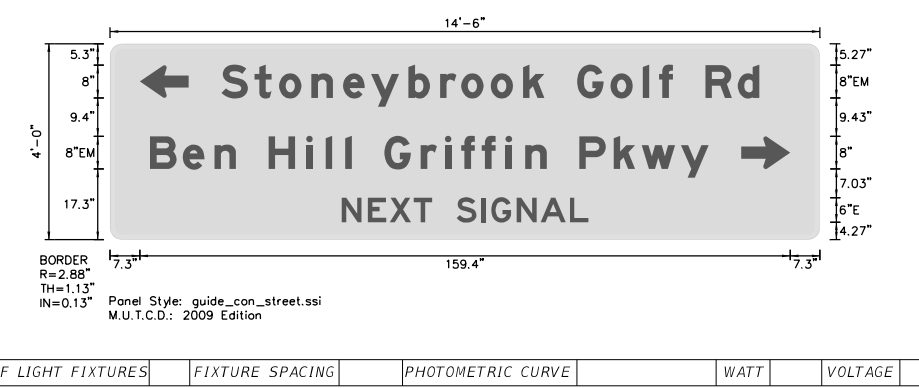 14'-6"
5.3"
8"
9.4"
8"EM
17.3"
4'-0"
← Stoneybrook Golf Rd
Ben Hill Griffin Pkwy →
NEXT SIGNAL
5.27"
8"EM
9.43"
8"
7.03"
6"E
4.27"
7.3"
159.4"
7.3"
BORDER
R=2.88"
TH=1.13"
IN=0.13"
Panel Style: guide_con_street.ssi
M.U.T.C.D.: 2009 Edition
F LIGHT FIXTURES FIXTURE SPACING PHOTOMETRIC CURVE WATT VOLTAGE